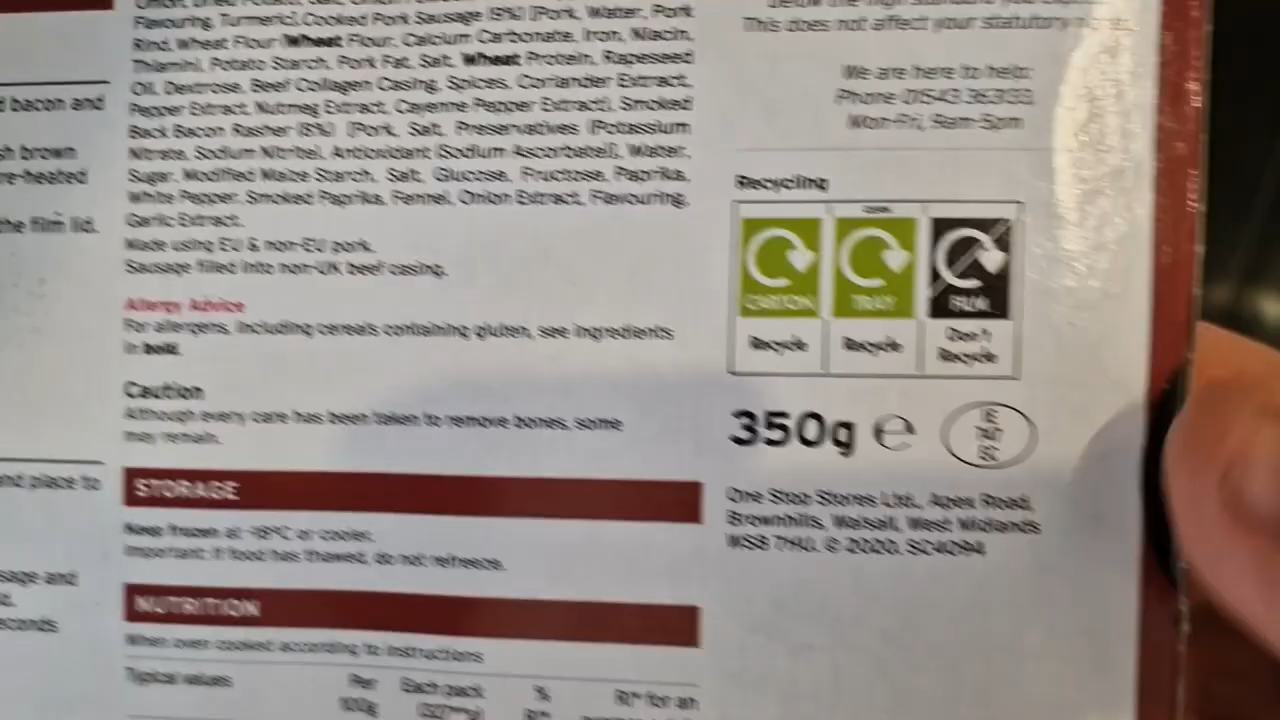 Flavouring, Turmeric), Cooked Pork Sausage (9%) [Pork, Water, Pork
Rind, Wheat Flour (Wheat Flour, Calcium Carbonate, Iron, Niacin,
Thiamin), Potato Starch, Pork Fat, Salt, Wheat Protein, Rapeseed
Oil, Dextrose, Beef Collagen Casing, Spices, Coriander Extract,
Pepper Extract, Nutmeg Extract, Cayenne Pepper Extract], Smoked
Back Bacon Rasher (8%) [Pork, Salt, Preservatives (Potassium
Nitrate, Sodium Nitrite), Antioxidant (Sodium Ascorbate)], Water,
Sugar, Modified Maize Starch, Salt, Glucose, Fructose, Paprika,
White Pepper, Smoked Paprika, Fennel, Onion Extract, Flavouring,
Garlic Extract.
Made using EU & non-EU pork.
Sausage filled into non-UK beef casing.
Allergy Advice
For allergens, including cereals containing gluten, see ingredients
in bold.
Caution
Although every care has been taken to remove bones, some
may remain.
STORAGE
Keep frozen at -18°C or cooler.
Important: If food has thawed, do not refreeze.
NUTRITION
When oven cooked according to instructions
Typical values
Per
100g
Each pack
%
RI*
RI* for an
bacon and
brown
the film lid.
and place to
and
This does not affect your statutory
We are here to help:
Phone 01543 363133
Mon-Fri, 9am-5pm
Recycling
CARTON
TRAY
FILM
Recycle
Recycle
Don't
Recycle
350g e
IE
EC
One Stop Stores Ltd., Apex Road,
Brownhills, Walsall, West Midlands
WS8 7HU. © 2020.